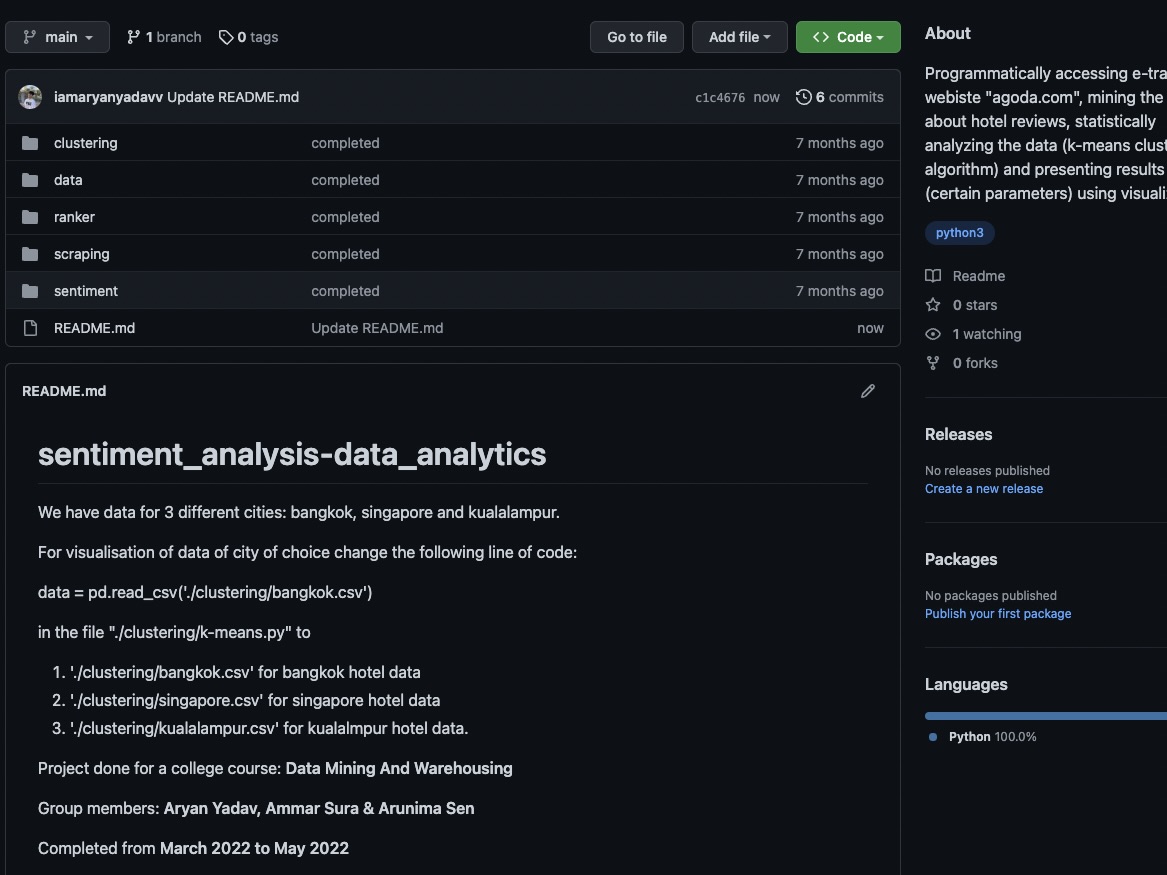 main
1 branch
0 tags
Go to file
Add file
Code
iamaryanyadavv Update README.md
c1c4676 now
6 commits
clustering completed 7 months ago
data completed 7 months ago
ranker completed 7 months ago
scraping completed 7 months ago
sentiment completed 7 months ago
README.md Update README.md now
README.md
sentiment_analysis-data_analytics
We have data for 3 different cities: bangkok, singapore and kualalampur.
For visualisation of data of city of choice change the following line of code:
data = pd.read_csv('./clustering/bangkok.csv')
in the file "./clustering/k-means.py" to
1. './clustering/bangkok.csv' for bangkok hotel data
2. './clustering/singapore.csv' for singapore hotel data
3. './clustering/kualalampur.csv' for kualalmpur hotel data.
Project done for a college course: Data Mining And Warehousing
Group members: Aryan Yadav, Ammar Sura & Arunima Sen
Completed from March 2022 to May 2022
About
Programmatically accessing e-tra
webiste "agoda.com", mining the
about hotel reviews, statistically
analyzing the data (k-means clust
algorithm) and presenting results
(certain parameters) using visuali
python3
Readme
0 stars
1 watching
0 forks
Releases
No releases published
Create a new release
Packages
No packages published
Publish your first package
Languages
Python 100.0%